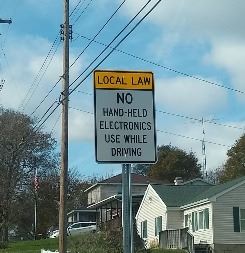 LOCAL LAW
NO
HAND-HELD
ELECTRONICS
USE WHILE
DRIVING